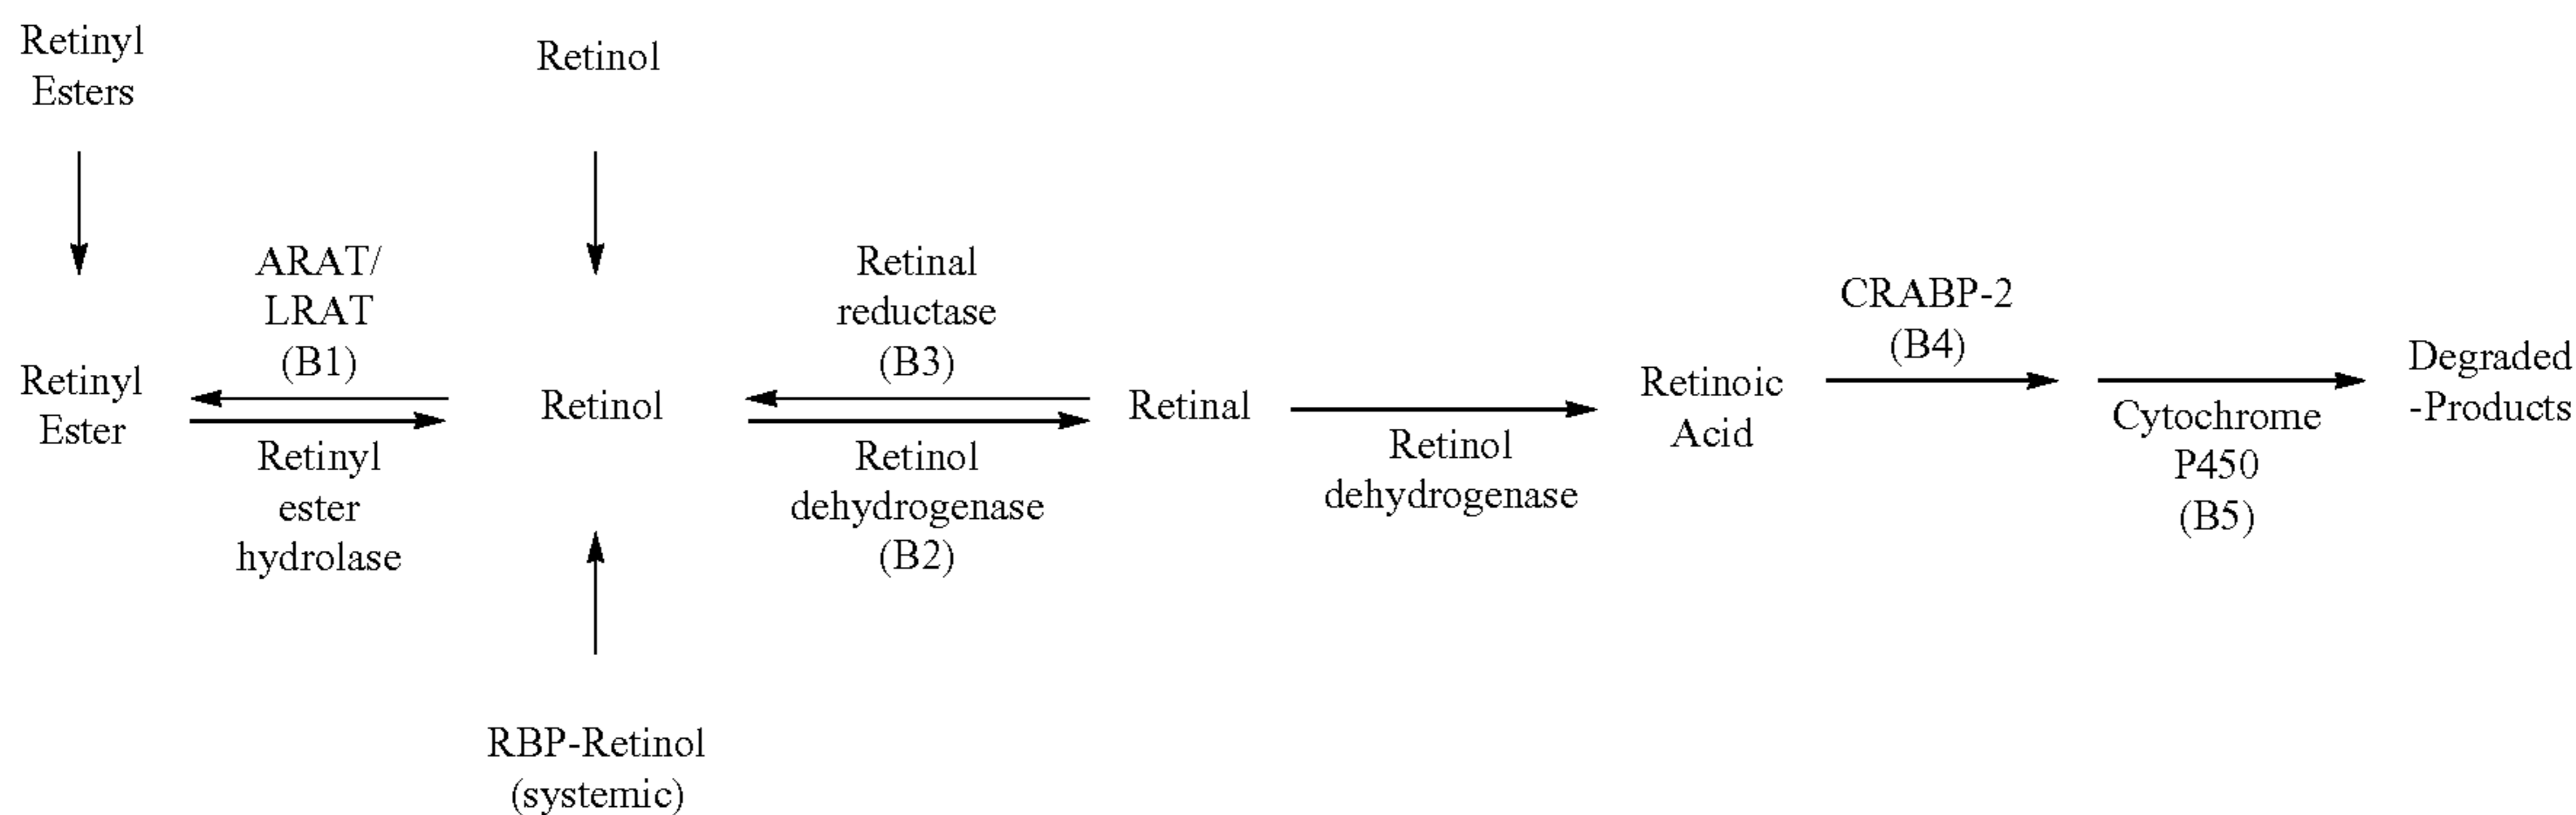 Retinyl
Esters
Retinol
ARAT/
LRAT
(B1)
Retinal
reductase
(B3)
CRABP-2
(B4)
Retinyl
Ester
Retinol
Retinal
Retinoic
Acid
Degraded
-Products
Retinyl
ester
hydrolase
Retinol
dehydrogenase
(B2)
Retinol
dehydrogenase
Cytochrome
P450
(B5)
RBP-Retinol
(systemic)